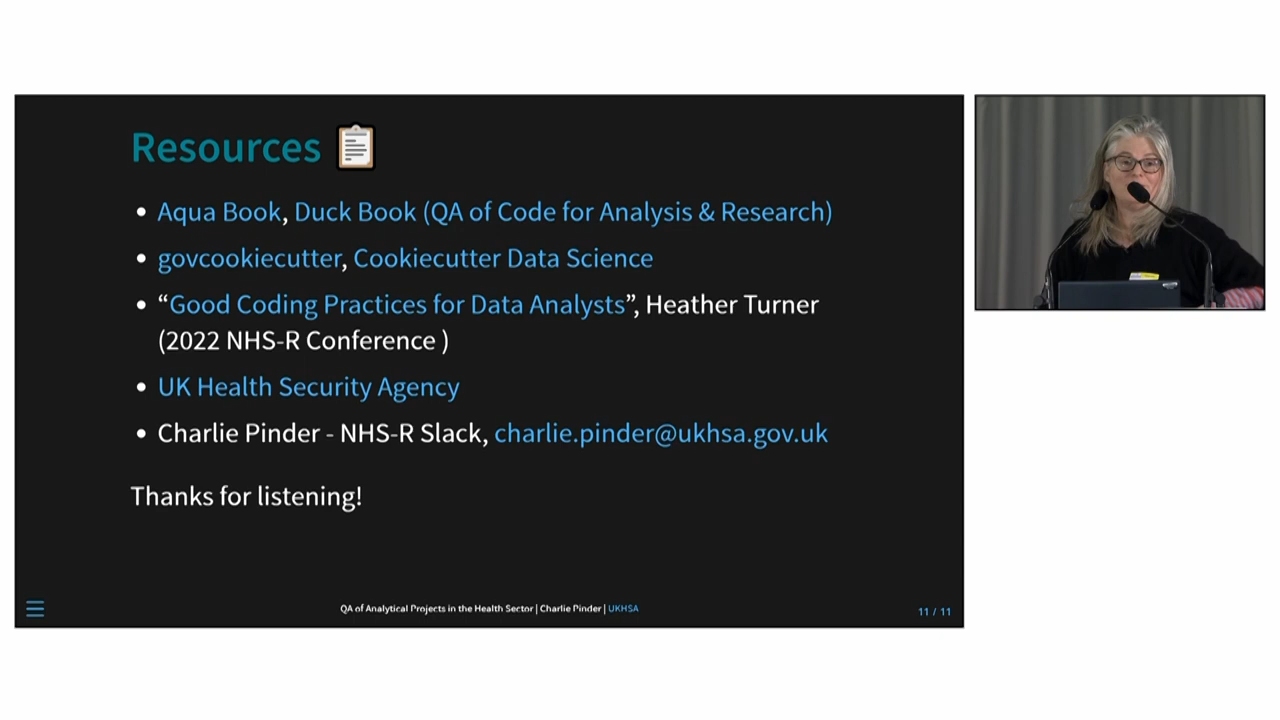 Resources
Aqua Book, Duck Book (QA of Code for Analysis & Research)
govcookiecutter, Cookiecutter Data Science
“Good Coding Practices for Data Analysts”, Heather Turner
(2022 NHS-R Conference )
UK Health Security Agency
Charlie Pinder - NHS-R Slack, charlie.pinder@ukhsa.gov.uk
Thanks for listening!
QA of Analytical Projects in the Health Sector | Charlie Pinder | UKHSA
11 / 11